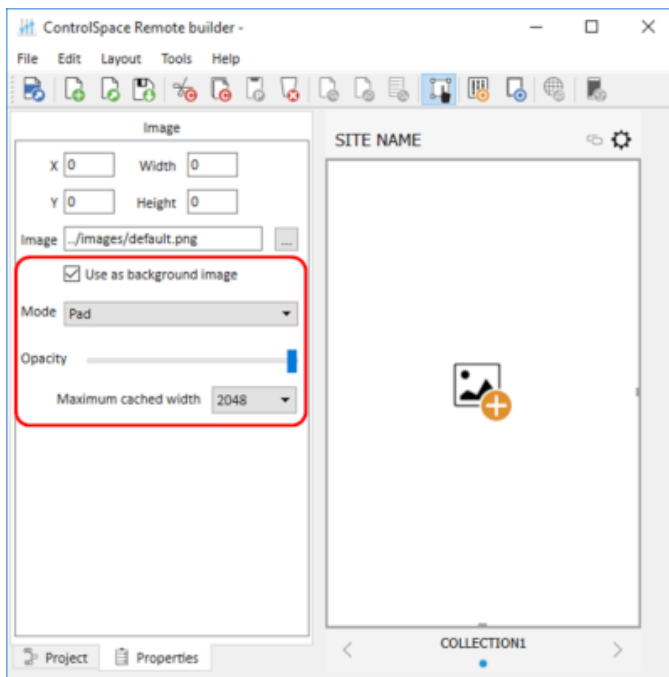 ControlSpace Remote builder -
File Edit Layout Tools Help
Image
X 0 Width 0
Y 0 Height 0
Image ../images/default.png ...
Use as background image
Mode Pad
Opacity
Maximum cached width 2048
Project Properties
SITE NAME
COLLECTION1